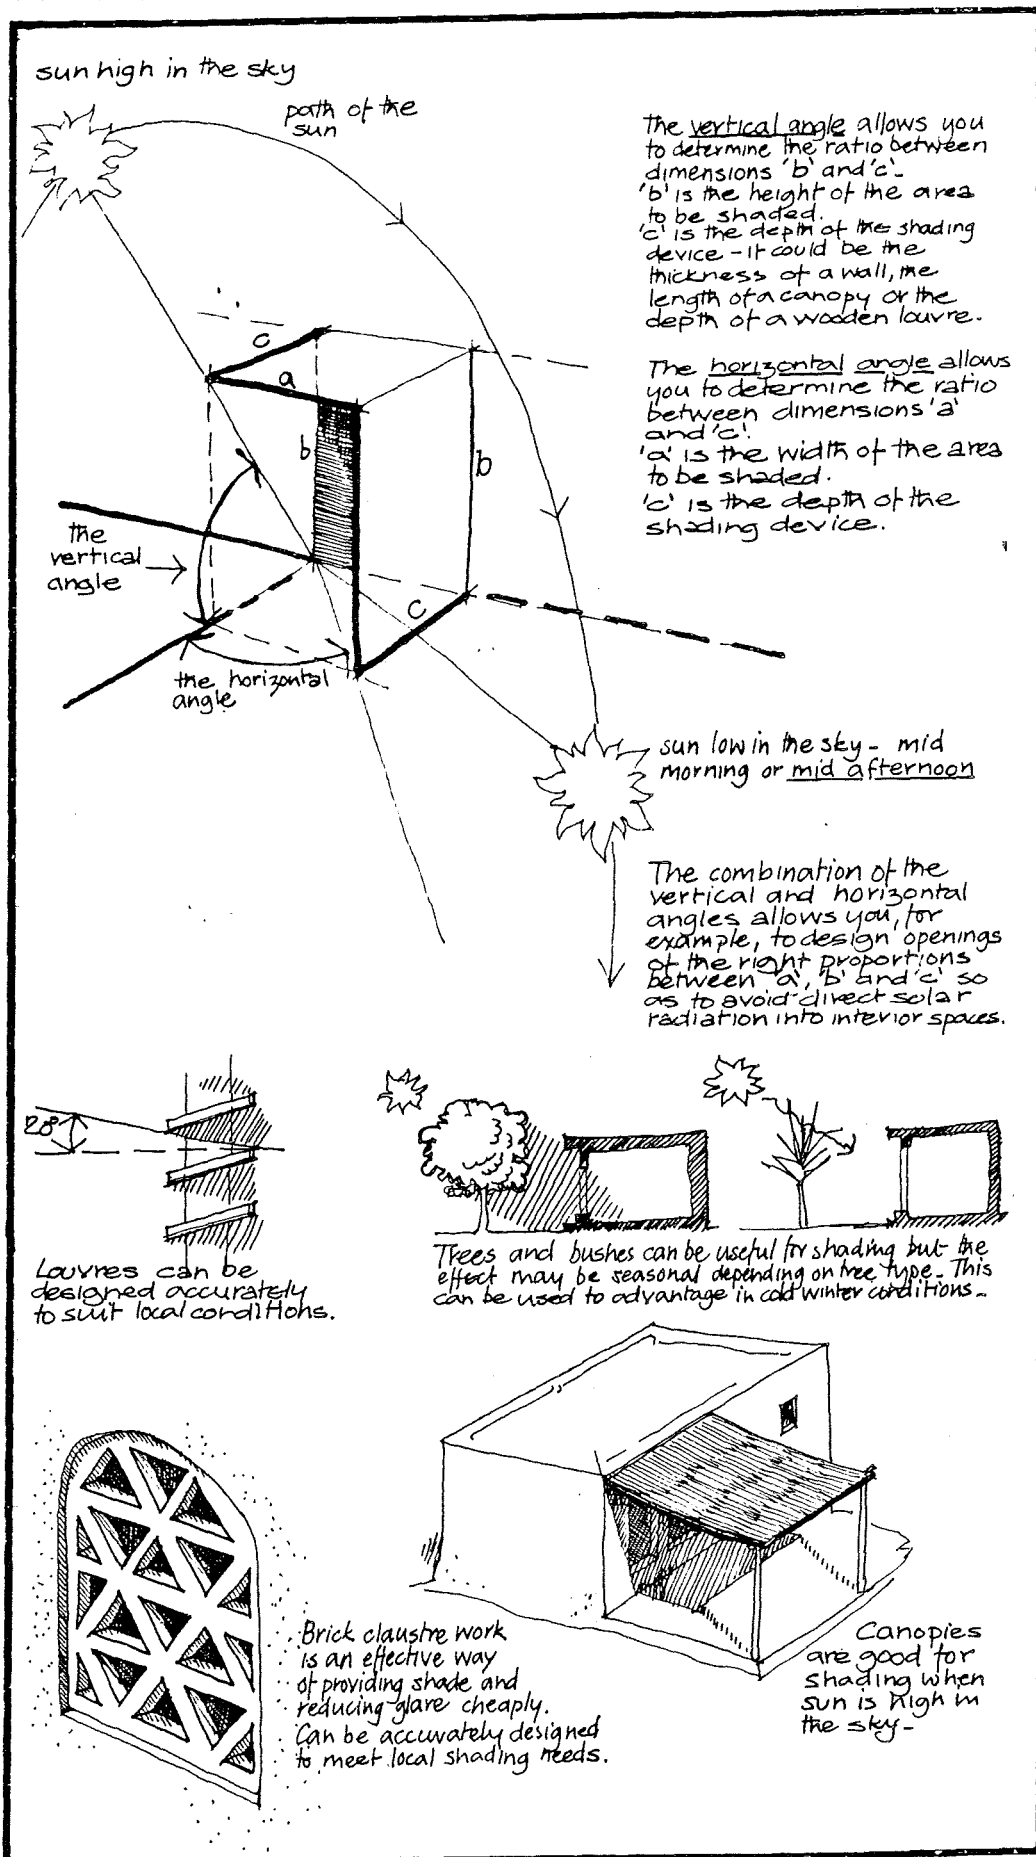 sun high in the sky
path of the
sun
The vertical angle allows you
to determine the ratio between
dimensions 'b' and 'c'-
'b' is the height of the area
to be shaded.
'c' is the depth of the shading
device - it could be the
thickness of a wall, the
length of a canopy or the
depth of a wooden louvre.
The horizontal angle allows
you to determine the ratio
between dimensions 'a'
and 'c'.
'a' is the width of the area
to be shaded.
'c' is the depth of the
shading device.
c
a
b
b
c
the
vertical
angle
the horizontal
angle
sun low in the sky - mid
morning or mid afternoon
The combination of the
vertical and horizontal
angles allows you, for
example, to design openings
of the right proportions
between 'a', 'b' and 'c' so
as to avoid direct solar
radiation into interior spaces.
Louvres can be
designed accurately
to suit local conditions.
Trees and bushes can be useful for shading but the
effect may be seasonal depending on tree type - This
can be used to advantage in cold winter conditions -
Brick claustre work
is an effective way
of providing shade and
reducing glare cheaply.
Can be accurately designed
to meet local shading needs.
Canopies
are good for
shading when
sun is high in
the sky -